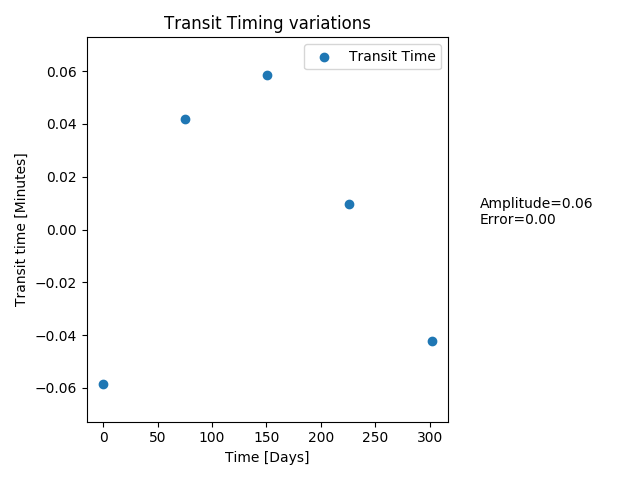 Transit Timing variations
Transit Time
0.06
0.04
0.02
0.00
−0.02
−0.04
−0.06
Transit time [Minutes]
0
50
100
150
200
250
300
Time [Days]
Amplitude=0.06
Error=0.00